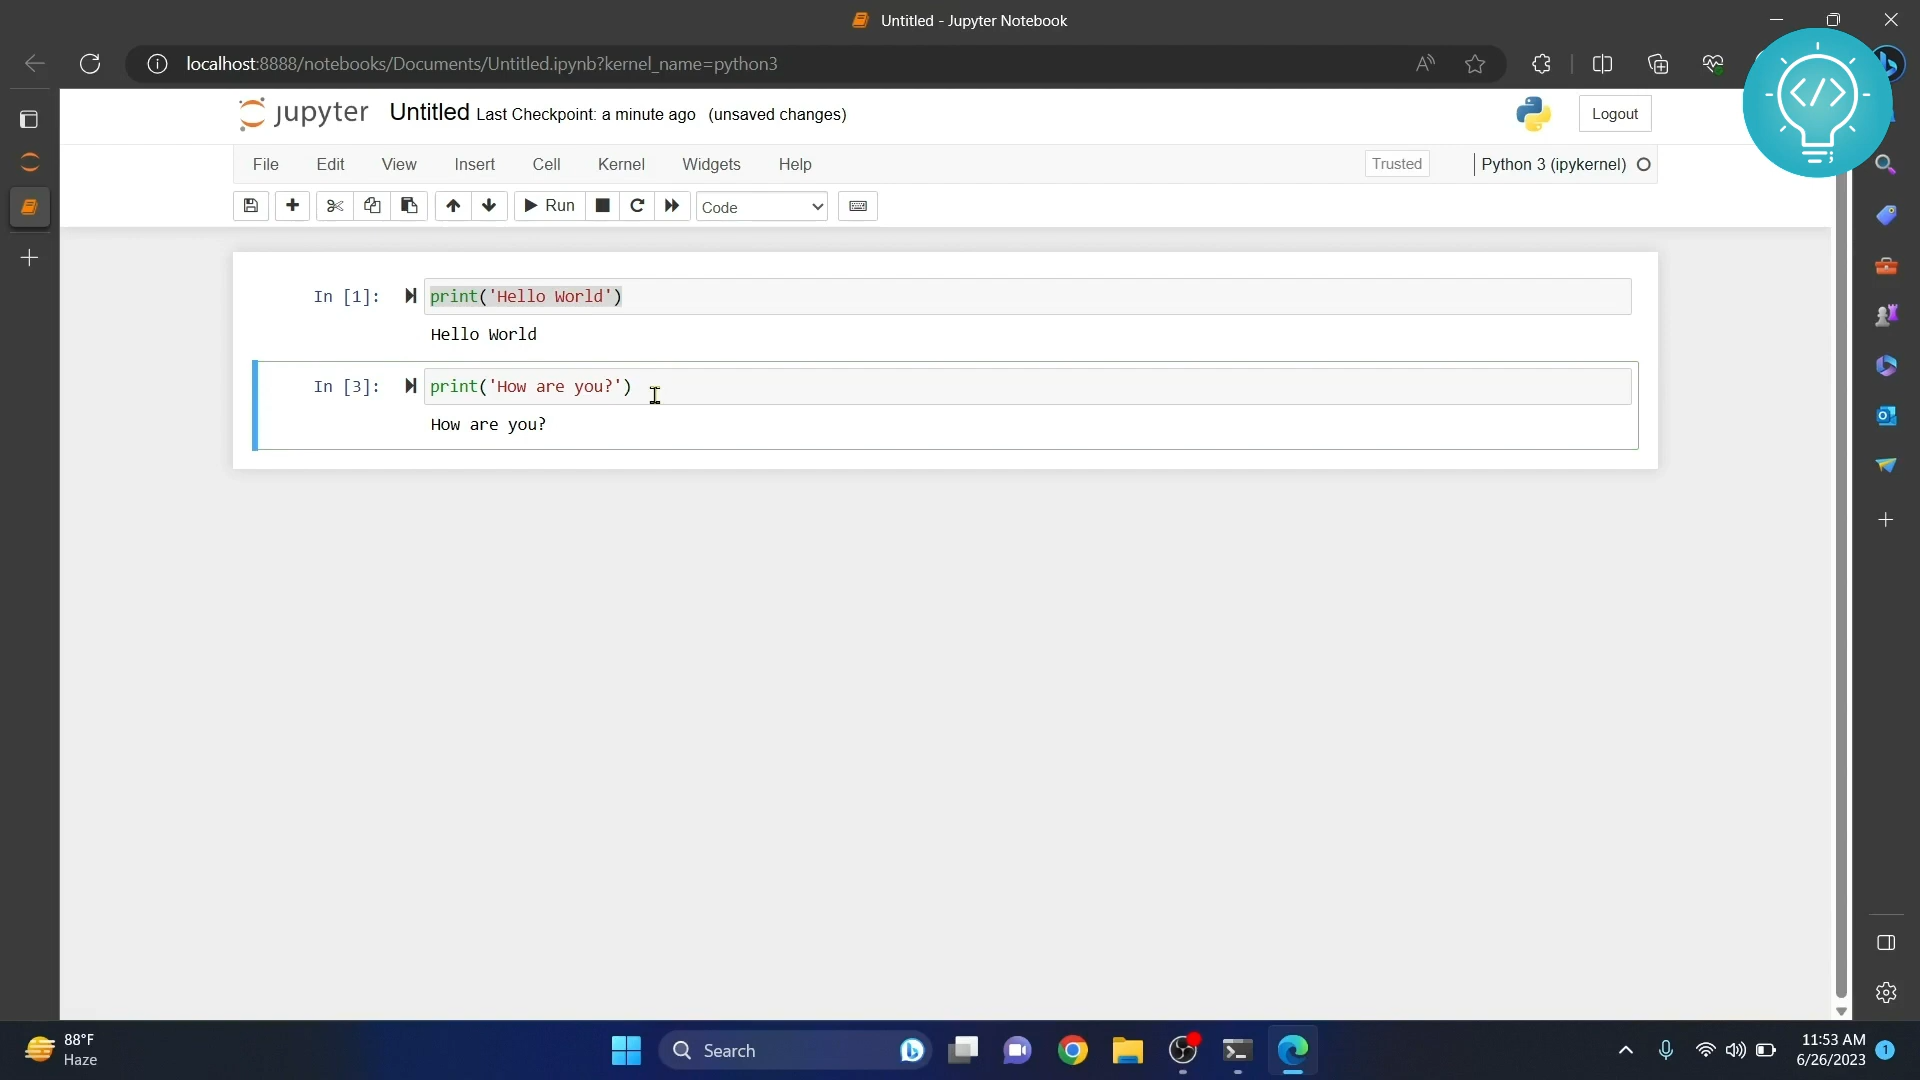 Untitled - Jupyter Notebook
localhost:8888/notebooks/Documents/Untitled.ipynb?kernel_name=python3
jupyter Untitled Last Checkpoint: a minute ago (unsaved changes)
Logout
File Edit View Insert Cell Kernel Widgets Help
Trusted
Python 3 (ipykernel)
Run
Code
In [1]: print('Hello World')
Hello World
In [3]: print('How are you?')
How are you?
88°F
Haze
Search
11:53 AM
6/26/2023
1